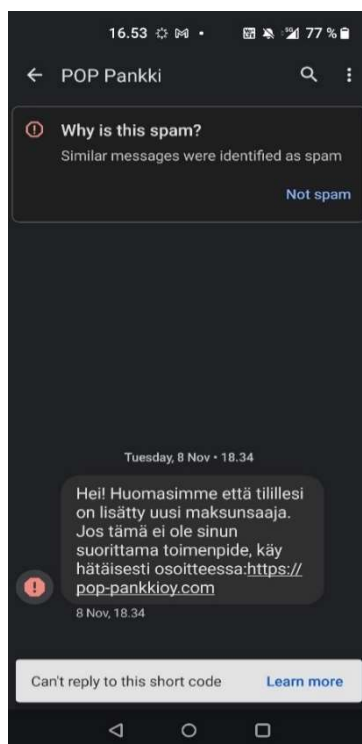 16.53
77 %
POP Pankki
Why is this spam?
Similar messages were identified as spam
Not spam
Tuesday, 8 Nov • 18.34
Hei! Huomasimme että tilillesi
on lisätty uusi maksunsaaja.
Jos tämä ei ole sinun
suorittama toimenpide, käy
hätäisesti osoitteessa:https://
pop-pankkioy.com
8 Nov, 18.34
Can't reply to this short code
Learn more